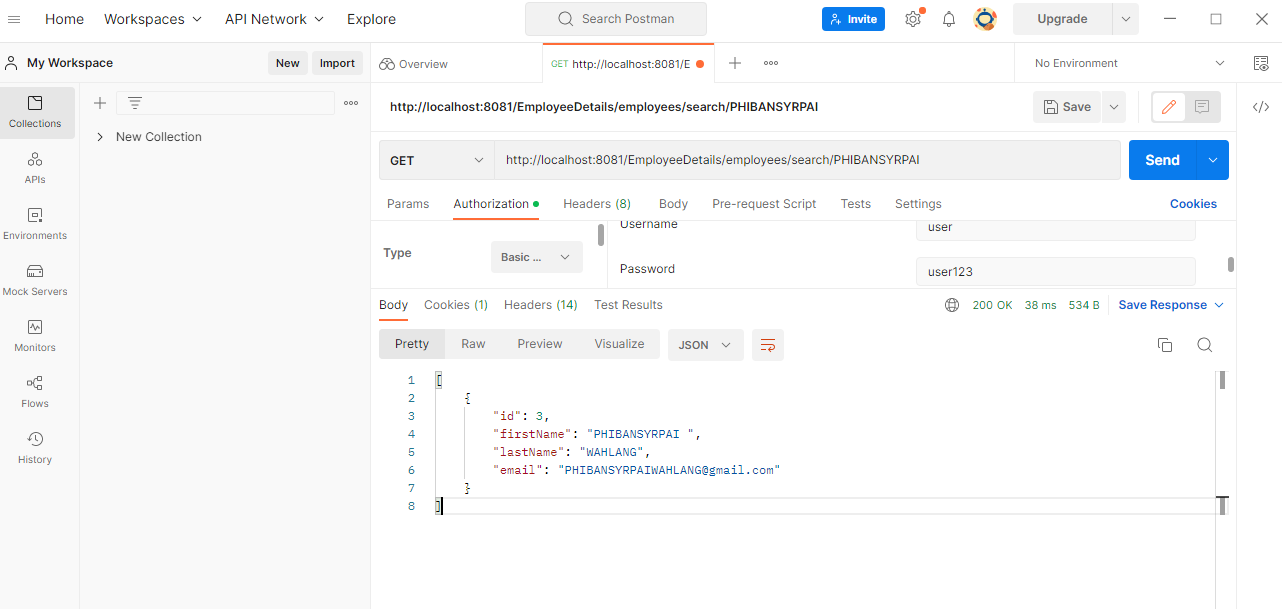 Home Workspaces API Network Explore Search Postman Invite Upgrade
My Workspace New Import Overview GET http://localhost:8081/E No Environment
Collections
APIs
Environments
Mock Servers
Monitors
Flows
History
New Collection
http://localhost:8081/EmployeeDetails/employees/search/PHIBANSYRPAI Save
GET http://localhost:8081/EmployeeDetails/employees/search/PHIBANSYRPAI Send
Params Authorization Headers (8) Body Pre-request Script Tests Settings Cookies
Type Basic ...
Username user
Password user123
Body Cookies (1) Headers (14) Test Results 200 OK 38 ms 534 B Save Response
Pretty Raw Preview Visualize JSON
1 [
2 {
3 "id": 3,
4 "firstName": "PHIBANSYRPAI ",
5 "lastName": "WAHLANG",
6 "email": "PHIBANSYRPAIWAHLANG@gmail.com"
7 }
8 ]